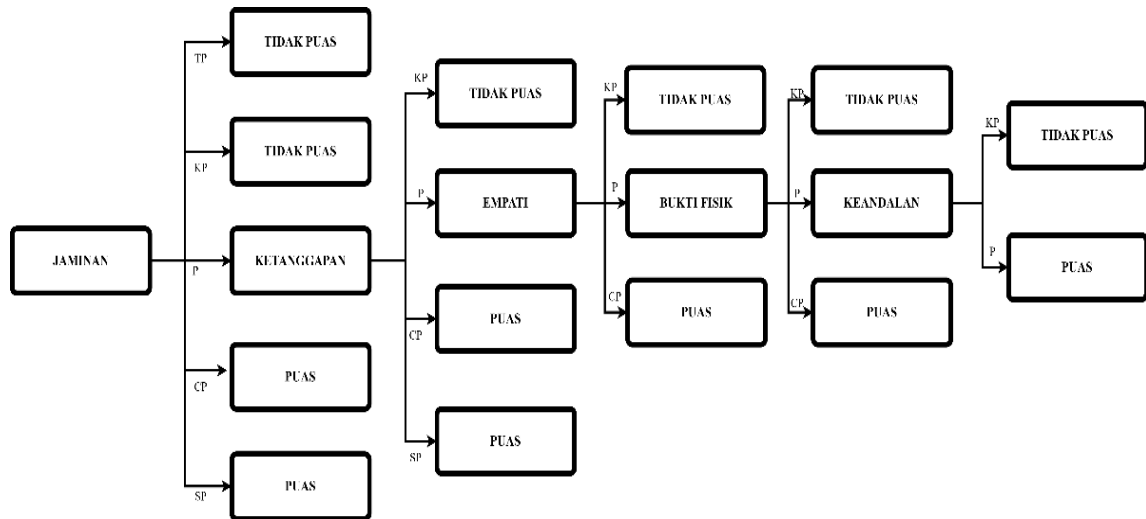 TIDAK PUAS
TP
KP
TIDAK PUAS
KP
TIDAK PUAS
KP
TIDAK PUAS
KP
TIDAK PUAS
TIDAK PUAS
KP
P
EMPATI
P
BUKTI FISIK
P
KEANDALAN
P
PUAS
JAMINAN
P
KETANGGAPAN
CP
PUAS
CP
PUAS
CP
PUAS
CP
PUAS
SP
PUAS
SP
PUAS